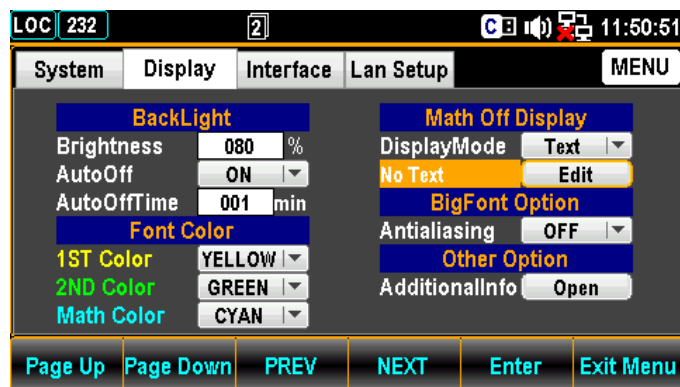 LOC 232 2 C 11:50:51
System Display Interface Lan Setup MENU
BackLight
Brightness 080 %
AutoOff ON
AutoOffTime 001 min
Font Color
1ST Color YELLOW
2ND Color GREEN
Math Color CYAN
Math Off Display
DisplayMode Text
No Text Edit
BigFont Option
Antialiasing OFF
Other Option
AdditionalInfo Open
Page Up Page Down PREV NEXT Enter Exit Menu